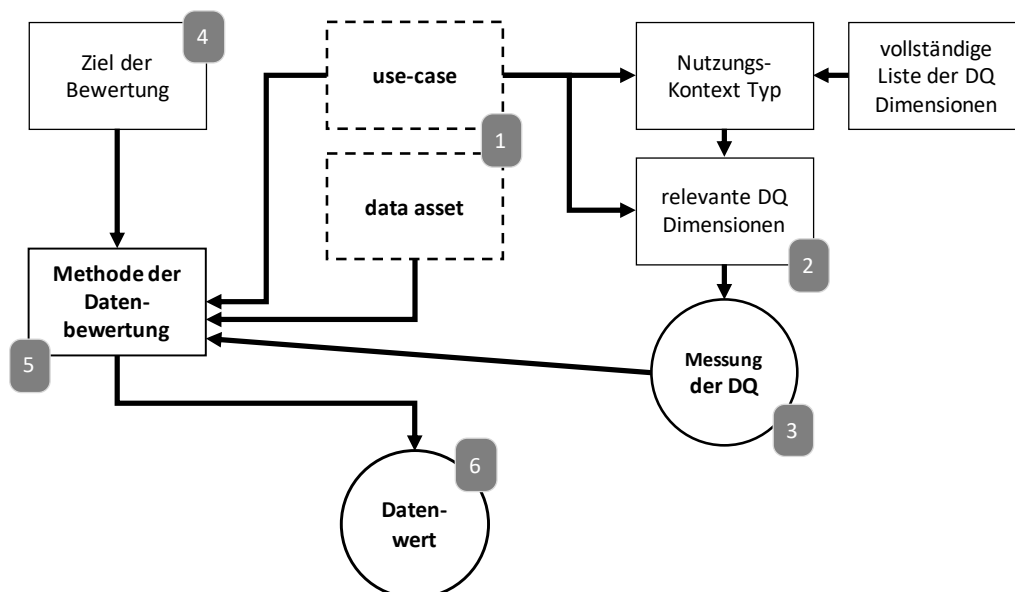 4
Ziel der
Bewertung
use-case
1
Nutzungs-
Kontext Typ
vollständige
Liste der DQ
Dimensionen
data asset
relevante DQ
Dimensionen
2
Methode der
Daten-
bewertung
5
Messung
der DQ
3
6
Daten-
wert